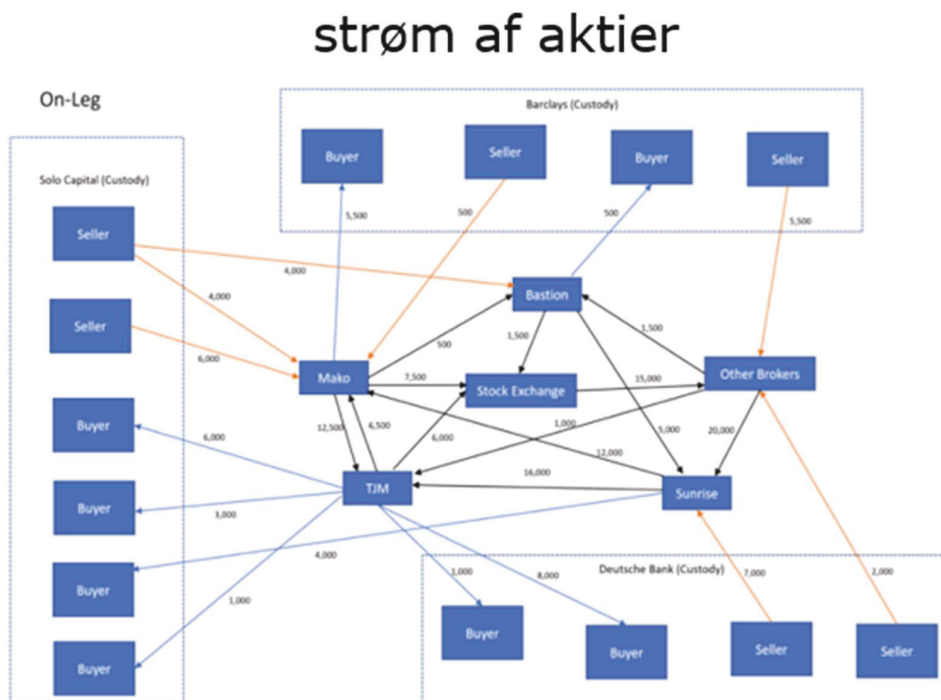 strøm af aktier
On-Leg
Barclays (Custody)
Buyer
Seller
Buyer
Seller
Solo Capital (Custody)
Seller
5,500
500
500
5,500
4,000
Bastion
4,000
Seller
500
1,500
1,500
6,000
Mako
7,500
Stock Exchange
15,000
Other Brokers
Buyer
12,500
6,500
6,000
1,000
5,000
20,000
6,000
12,000
16,000
TJM
Sunrise
Buyer
3,000
4,000
Buyer
1,000
8,000
Deutsche Bank (Custody)
7,000
2,000
1,000
Buyer
Buyer
Buyer
Seller
Seller